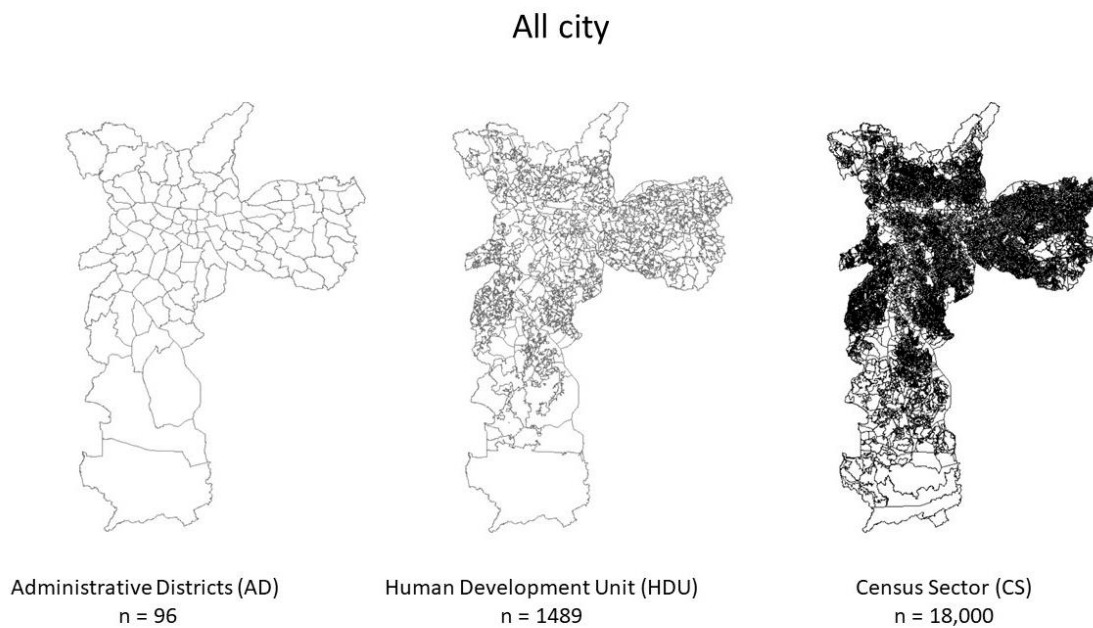 All city
Administrative Districts (AD)
n = 96
Human Development Unit (HDU)
n = 1489
Census Sector (CS)
n = 18,000